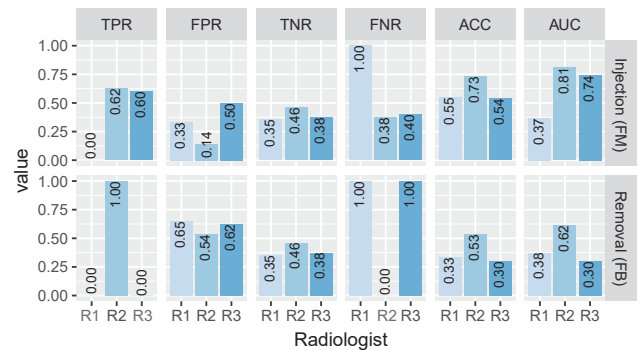 TPR FPR TNR FNR ACC AUC
1.00
0.75
0.50
0.25
0.00
0.00 0.62 0.60 0.33 0.14 0.50 0.35 0.46 0.38 1.00 0.38 0.40 0.55 0.73 0.54 0.37 0.81 0.74
Injection (FM)
value
1.00
0.75
0.50
0.25
0.00
0.00 1.00 0.00 0.65 0.54 0.62 0.35 0.46 0.38 1.00 0.00 1.00 0.33 0.53 0.30 0.38 0.62 0.30
Removal (FB)
R1 R2 R3 R1 R2 R3 R1 R2 R3 R1 R2 R3 R1 R2 R3 R1 R2 R3
Radiologist